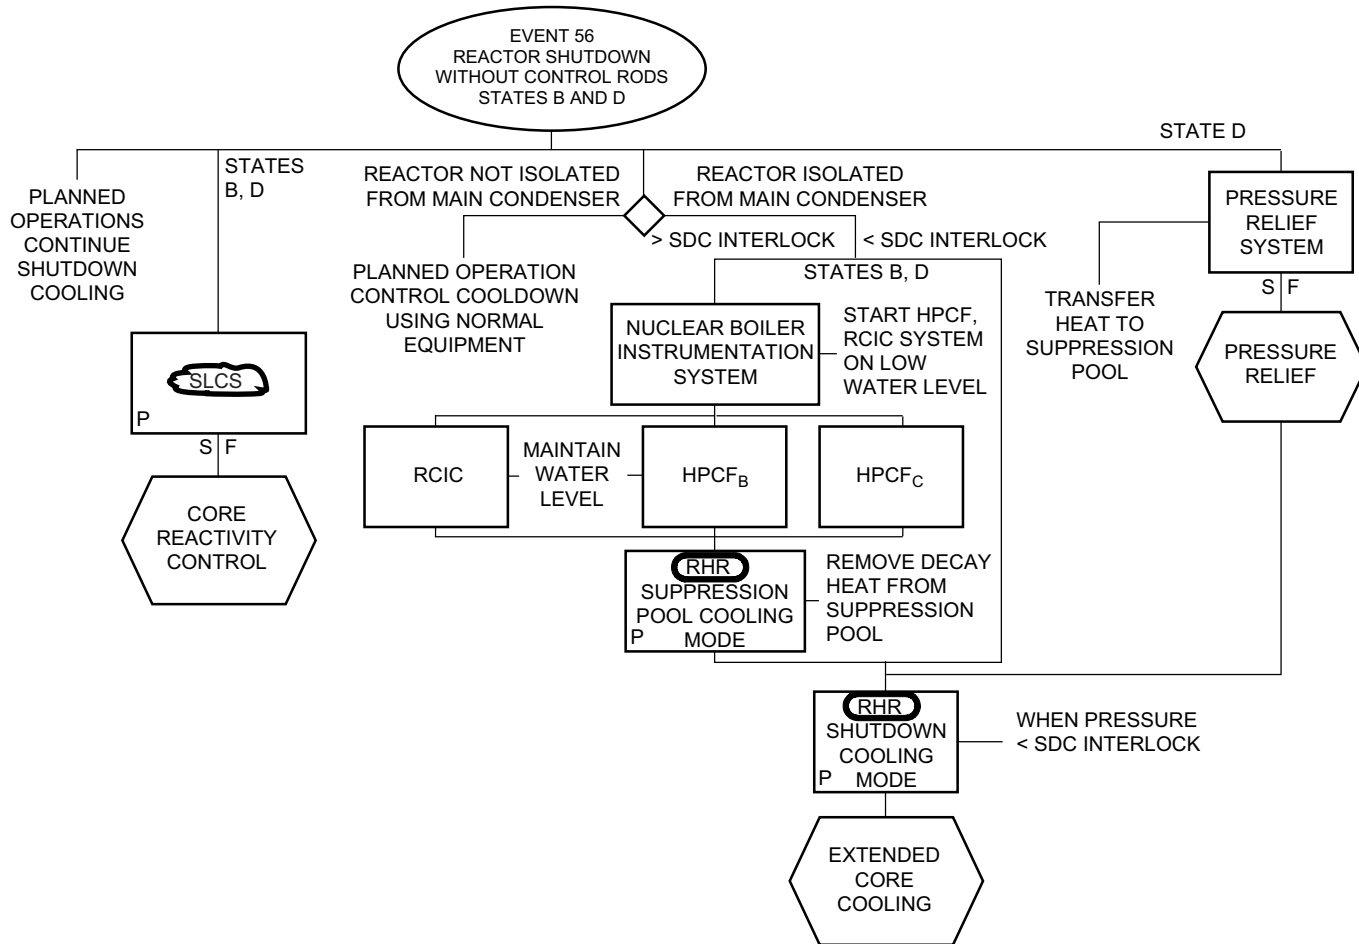 EVENT 56
REACTOR SHUTDOWN
WITHOUT CONTROL RODS
STATES B AND D
STATE D
STATES
B, D
REACTOR NOT ISOLATED
FROM MAIN CONDENSER
REACTOR ISOLATED
FROM MAIN CONDENSER
PLANNED
OPERATIONS
CONTINUE
SHUTDOWN
COOLING
> SDC INTERLOCK
< SDC INTERLOCK
PRESSURE
RELIEF
SYSTEM
S F
PLANNED OPERATION
CONTROL COOLDOWN
USING NORMAL
EQUIPMENT
STATES B, D
NUCLEAR BOILER
INSTRUMENTATION
SYSTEM
START HPCF,
RCIC SYSTEM
ON LOW
WATER LEVEL
TRANSFER
HEAT TO
SUPPRESSION
POOL
PRESSURE
RELIEF
SLCS
P
S F
CORE
REACTIVITY
CONTROL
RCIC
MAINTAIN
WATER
LEVEL
HPCF_B
HPCF_C
RHR
SUPPRESSION
POOL COOLING
MODE
P
REMOVE DECAY
HEAT FROM
SUPPRESSION
POOL
RHR
SHUTDOWN
COOLING
MODE
P
WHEN PRESSURE
< SDC INTERLOCK
EXTENDED
CORE
COOLING